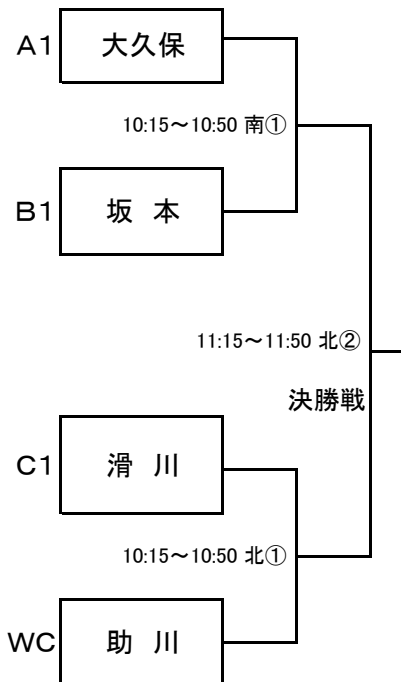 A1 大久保
10:15～10:50 南①
B1 坂 本
11:15～11:50 北②
決勝戦
C1 滑 川
10:15～10:50 北①
WC 助 川